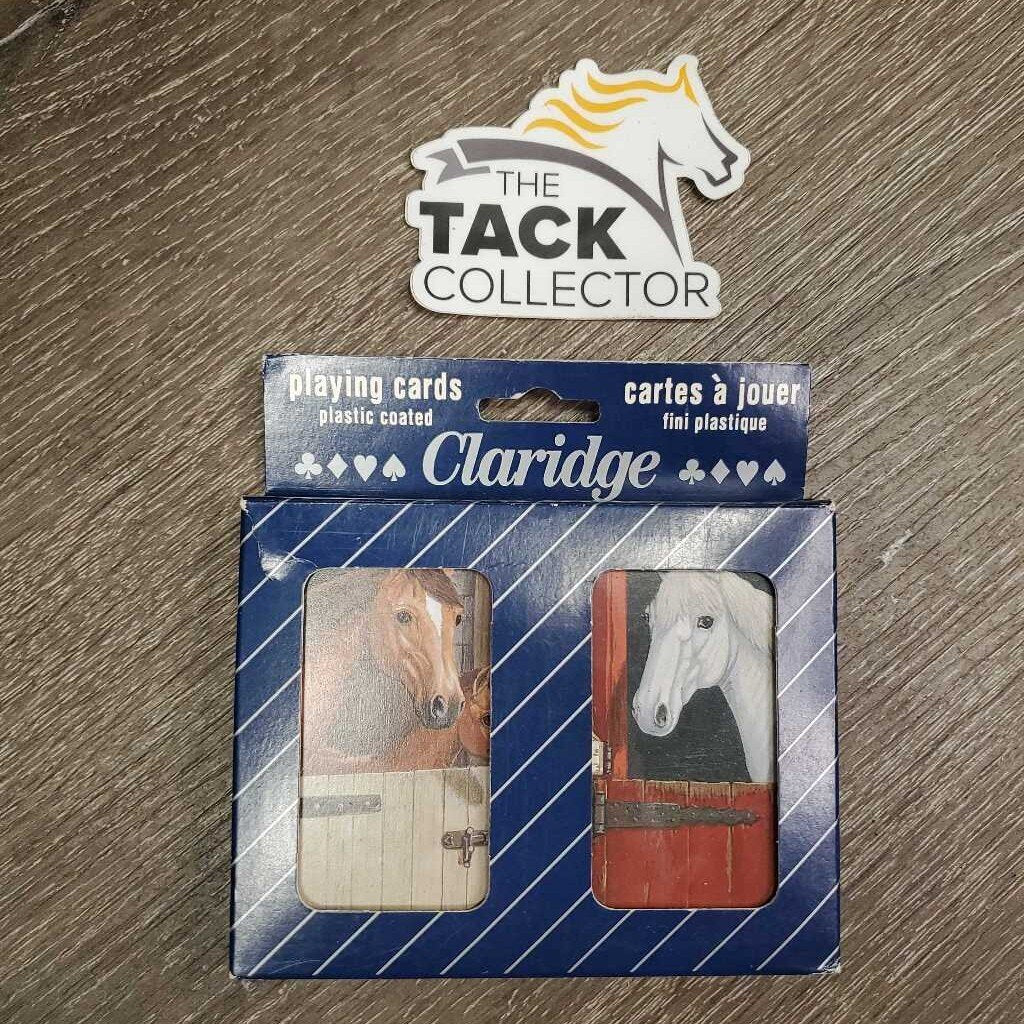 THE
TACK
COLLECTOR
playing cards
plastic coated
cartes à jouer
fini plastique
Claridge